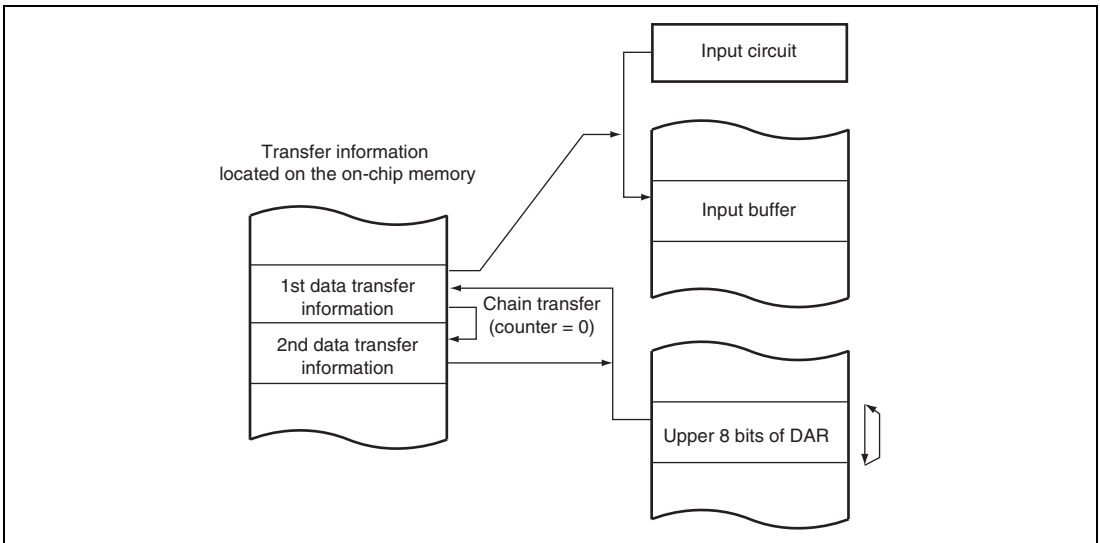 Input circuit
Transfer information
located on the on-chip memory
Input buffer
1st data transfer
information
Chain transfer
(counter = 0)
2nd data transfer
information
Upper 8 bits of DAR